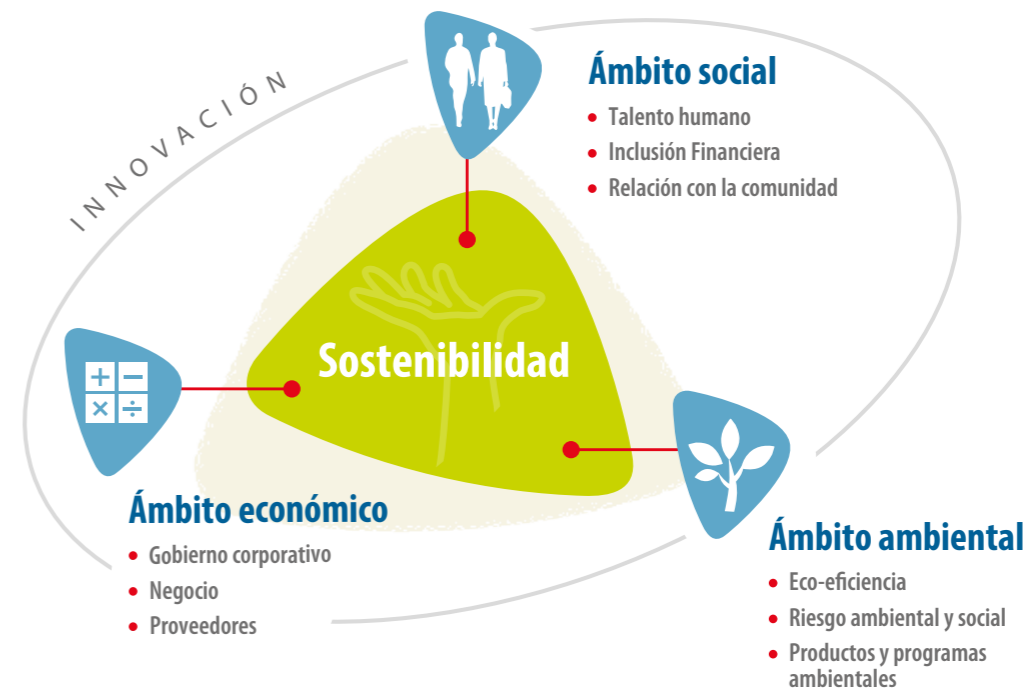 INNOVACIÓN
Ámbito social
• Talento humano
• Inclusión Financiera
• Relación con la comunidad
Sostenibilidad
Ámbito económico
• Gobierno corporativo
• Negocio
• Proveedores
Ámbito ambiental
• Eco-eficiencia
• Riesgo ambiental y social
• Productos y programas
ambientales